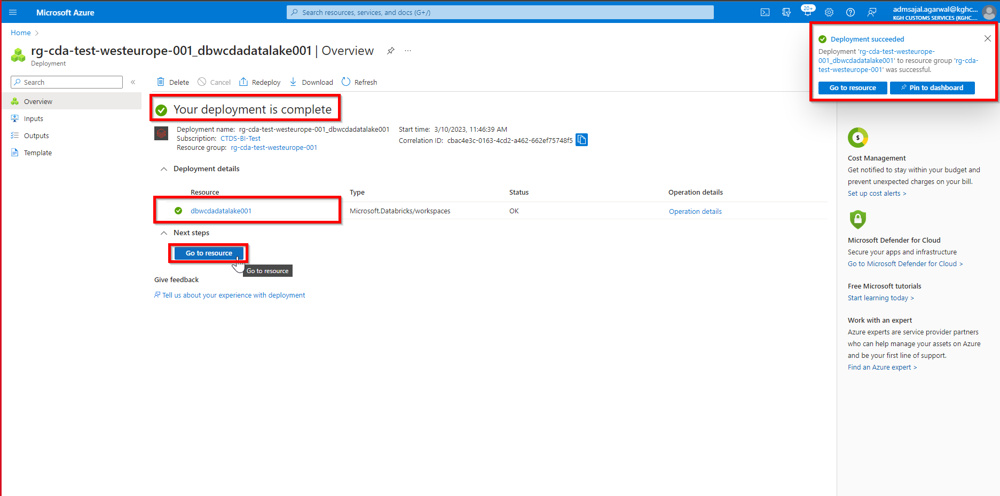 Microsoft Azure
Search resources, services, and docs (G+/)
20+
admsajal.agarwal@kghc...
KGH CUSTOMS SERVICES (KGHC....
Home
rg-cda-test-westeurope-001_dbwcdadatalake001 | Overview
Deployment
Search
Overview
Inputs
Outputs
Template
Delete
Cancel
Redeploy
Download
Refresh
Your deployment is complete
Deployment name: rg-cda-test-westeurope-001_dbwcdadatalake001
Subscription: CTDS-BI-Test
Resource group: rg-cda-test-westeurope-001
Start time: 3/10/2023, 11:46:39 AM
Correlation ID: cbac4e3c-0163-4cd2-a462-662ef75748f5
Deployment details
Resource Type Status Operation details
dbwcdadatalake001 Microsoft.Databricks/workspaces OK Operation details
Next steps
Go to resource
Go to resource
Give feedback
Tell us about your experience with deployment
Deployment succeeded
Deployment 'rg-cda-test-westeurope-
001_dbwcdadatalake001' to resource group 'rg-cda-
test-westeurope-001' was successful.
Go to resource
Pin to dashboard
$
Cost Management
Get notified to stay within your budget and
prevent unexpected charges on your bill.
Set up cost alerts >
Microsoft Defender for Cloud
Secure your apps and infrastructure
Go to Microsoft Defender for Cloud >
Free Microsoft tutorials
Start learning today >
Work with an expert
Azure experts are service provider partners
who can help manage your assets on Azure
and be your first line of support.
Find an Azure expert >